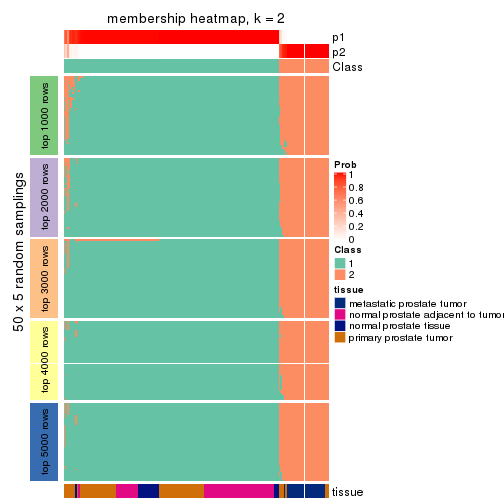 membership heatmap, k = 2
p1
p2
Class
50 x 5 random samplings
top 1000 rows
top 2000 rows
top 3000 rows
top 4000 rows
top 5000 rows
Prob
1
0.8
0.6
0.4
0.2
0
Class
1
2
tissue
metastatic prostate tumor
normal prostate adjacent to tumor
normal prostate tissue
primary prostate tumor
tissue